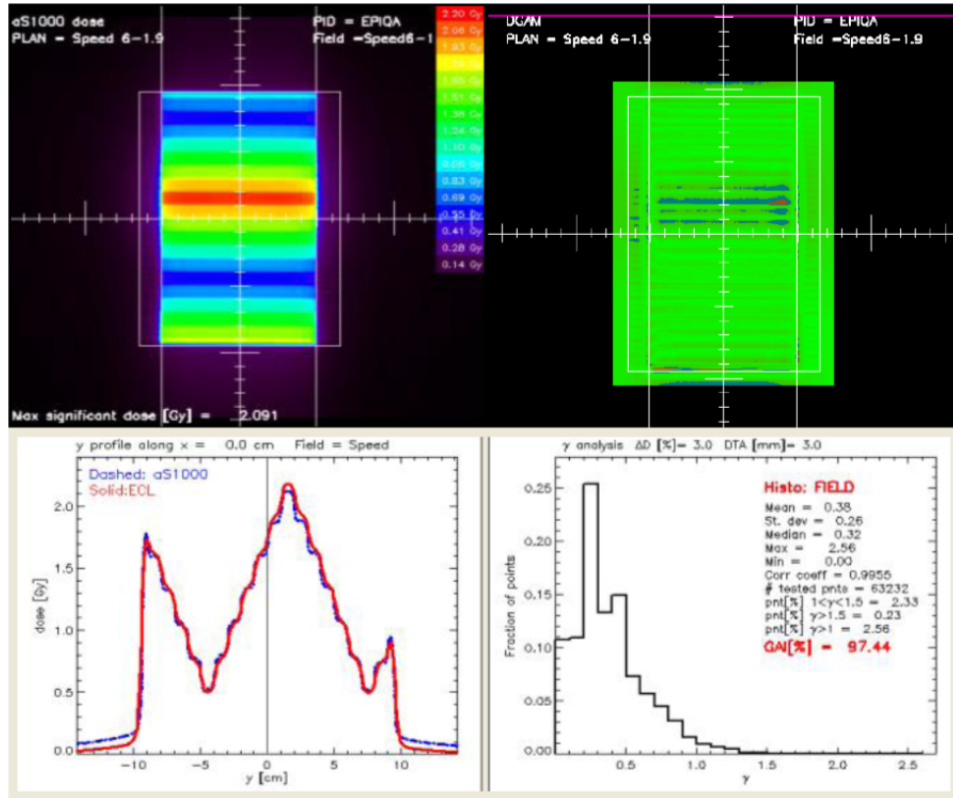 aS1000 dose
PID = EPIQA
PLAN = Speed 6-1.9
Field =Speed6-1
2.20 Gy
2.06 Gy
1.93 Gy
1.65 Gy
1.51 Gy
1.38 Gy
1.24 Gy
1.10 Gy
0.83 Gy
0.69 Gy
0.55 Gy
0.41 Gy
0.28 Gy
0.14 Gy
Max significant dose [Gy] = 2.091
DGAM
PID = EPIQA
PLAN = Speed 6-1.9
Field =Speed6-1.9
y profile along x = 0.0 cm Field = Speed
Dashed: aS1000
Solid:ECL
dose [Gy]
2.0
1.5
1.0
0.5
0.0
-10
-5
0
5
10
y [cm]
γ analysis ΔD [%]= 3.0 DTA [mm]= 3.0
Histo: FIELD
Mean = 0.38
St. dev = 0.26
Median = 0.32
Max = 2.56
Min = 0.00
Corr coeff = 0.9955
# tested pnts = 63232
pnt[%] 1<γ<1.5 = 2.33
pnt[%] γ>1.5 = 0.23
pnt[%] γ>1 = 2.56
GAI[%] = 97.44
Fraction of points
0.25
0.20
0.15
0.10
0.05
0.00
0.5
1.0
1.5
2.0
2.5
γ